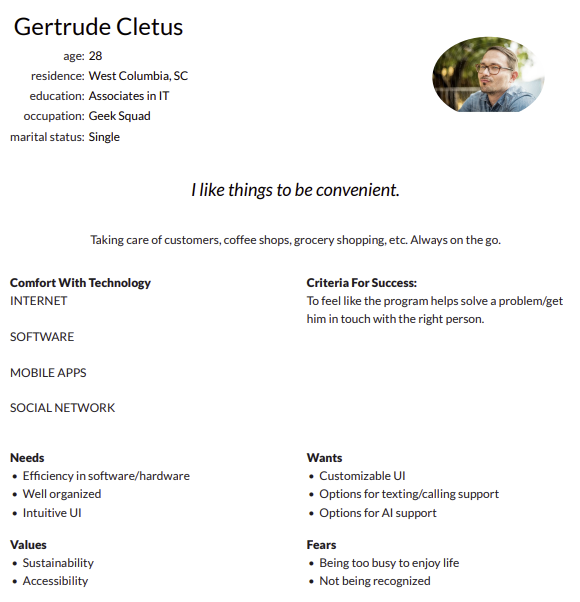 Gertrude Cletus
age: 28
residence: West Columbia, SC
education: Associates in IT
occupation: Geek Squad
marital status: Single
I like things to be convenient.
Taking care of customers, coffee shops, grocery shopping, etc. Always on the go.
Comfort With Technology
INTERNET
SOFTWARE
MOBILE APPS
SOCIAL NETWORK
Criteria For Success:
To feel like the program helps solve a problem/get
him in touch with the right person.
Needs
• Efficiency in software/hardware
• Well organized
• Intuitive UI
Wants
• Customizable UI
• Options for texting/calling support
• Options for AI support
Values
• Sustainability
• Accessibility
Fears
• Being too busy to enjoy life
• Not being recognized